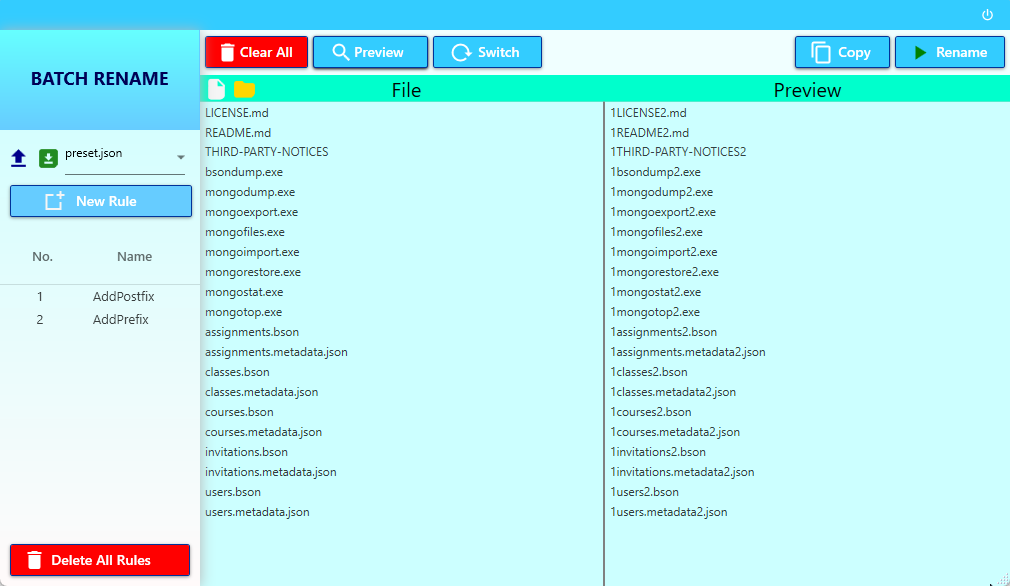 BATCH RENAME
preset.json
New Rule
No. Name
1 AddPostfix
2 AddPrefix
Delete All Rules
Clear All Preview Switch Copy Rename
File Preview
LICENSE.md 1LICENSE2.md
README.md 1README2.md
THIRD-PARTY-NOTICES 1THIRD-PARTY-NOTICES2
bsondump.exe 1bsondump2.exe
mongodump.exe 1mongodump2.exe
mongoexport.exe 1mongoexport2.exe
mongofiles.exe 1mongofiles2.exe
mongoimport.exe 1mongoimport2.exe
mongorestore.exe 1mongorestore2.exe
mongostat.exe 1mongostat2.exe
mongotop.exe 1mongotop2.exe
assignments.bson 1assignments2.bson
assignments.metadata.json 1assignments.metadata2.json
classes.bson 1classes2.bson
classes.metadata.json 1classes.metadata2.json
courses.bson 1courses2.bson
courses.metadata.json 1courses.metadata2.json
invitations.bson 1invitations2.bson
invitations.metadata.json 1invitations.metadata2.json
users.bson 1users2.bson
users.metadata.json 1users.metadata2.json